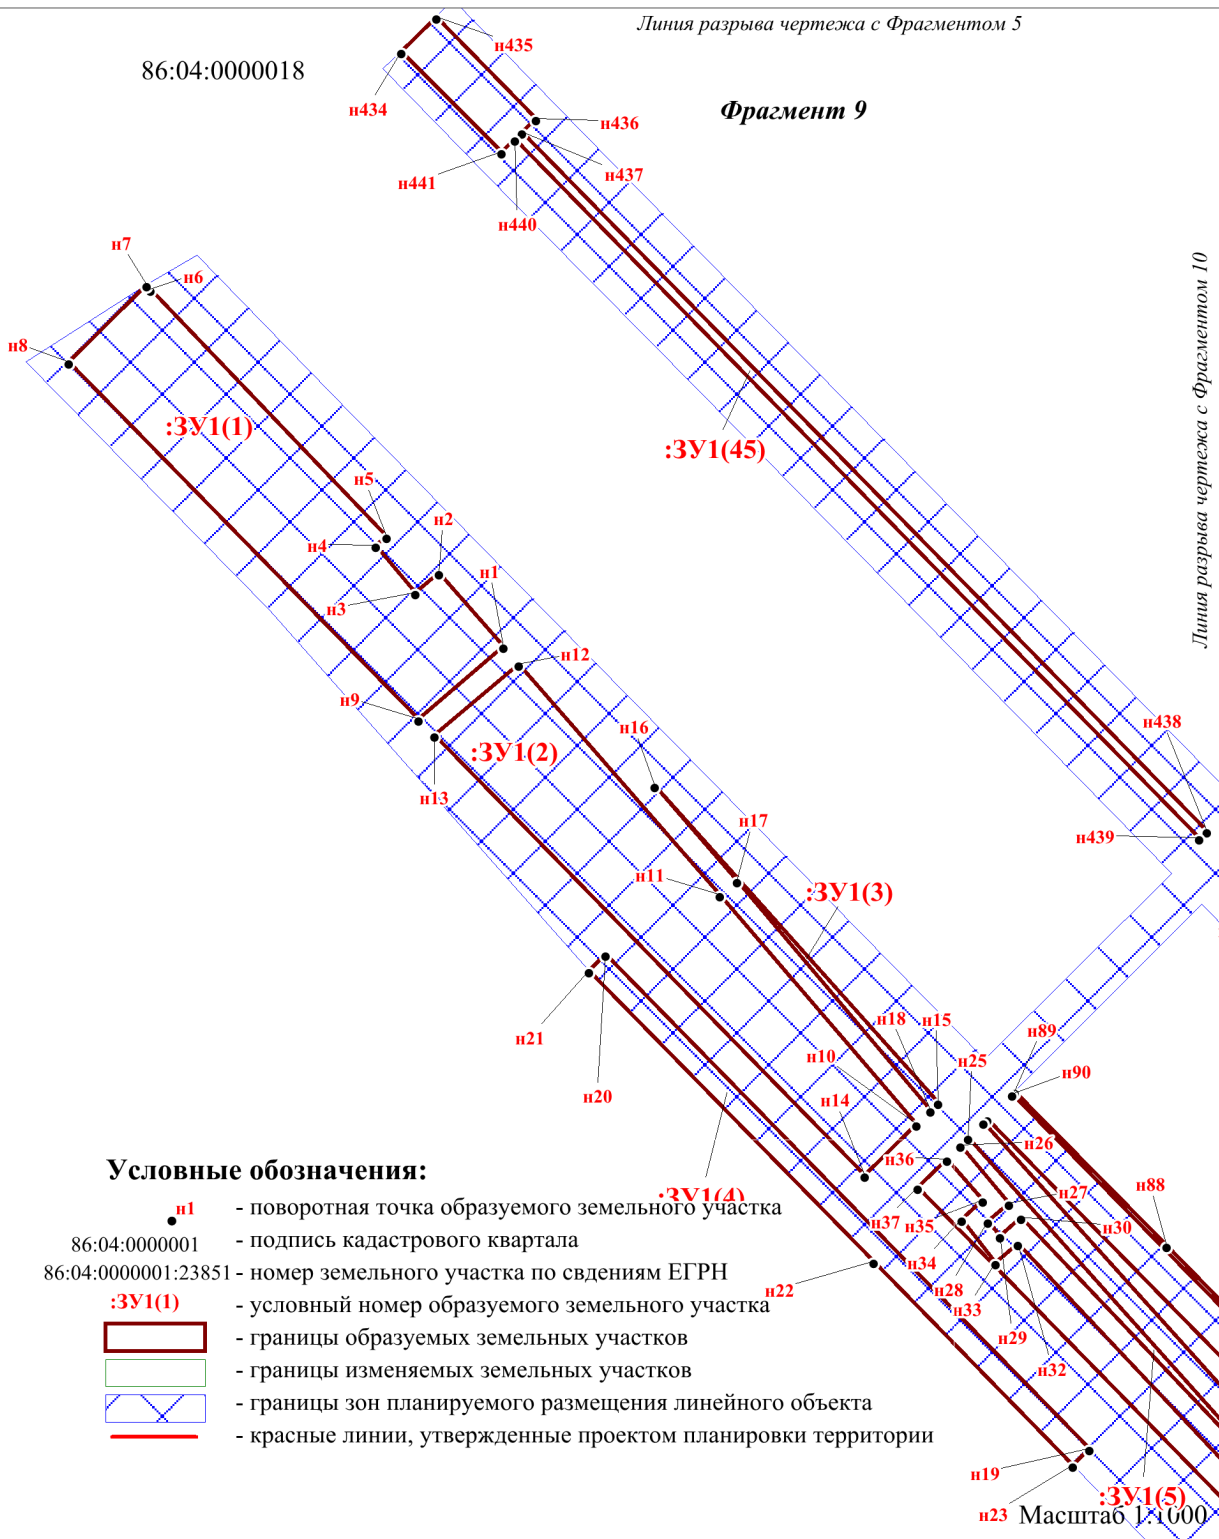 Линия разрыва чертежа с Фрагментом 5
н435
86:04:0000018
н434
Фрагмент 9
н436
н437
н441
н440
н7
н6
Линия разрыва чертежа с Фрагментом 10
н8
:ЗУ1(1)
:ЗУ1(45)
н5
н2
н4
н1
н3
н12
н9
н16
н438
:ЗУ1(2)
н13
н17
н439
н11
:ЗУ1(3)
н21
н18
н15
н10
н25
н89
н90
н20
н14
н26
Условные обозначения:
н36
н88
:ЗУ1(4)
н27
н1
- поворотная точка образуемого земельного участка
н37
н35
н30
86:04:0000001
- подпись кадастрового квартала
н34
86:04:0000001:23851
- номер земельного участка по свдениям ЕГРН
н22
н28
:ЗУ1(1)
- условный номер образуемого земельного участка
н33
- границы образуемых земельных участков
н29
н32
- границы изменяемых земельных участков
- границы зон планируемого размещения линейного объекта
- красные линии, утвержденные проектом планировки территории
н19
:ЗУ1(5)
н23
Масштаб 1:1000